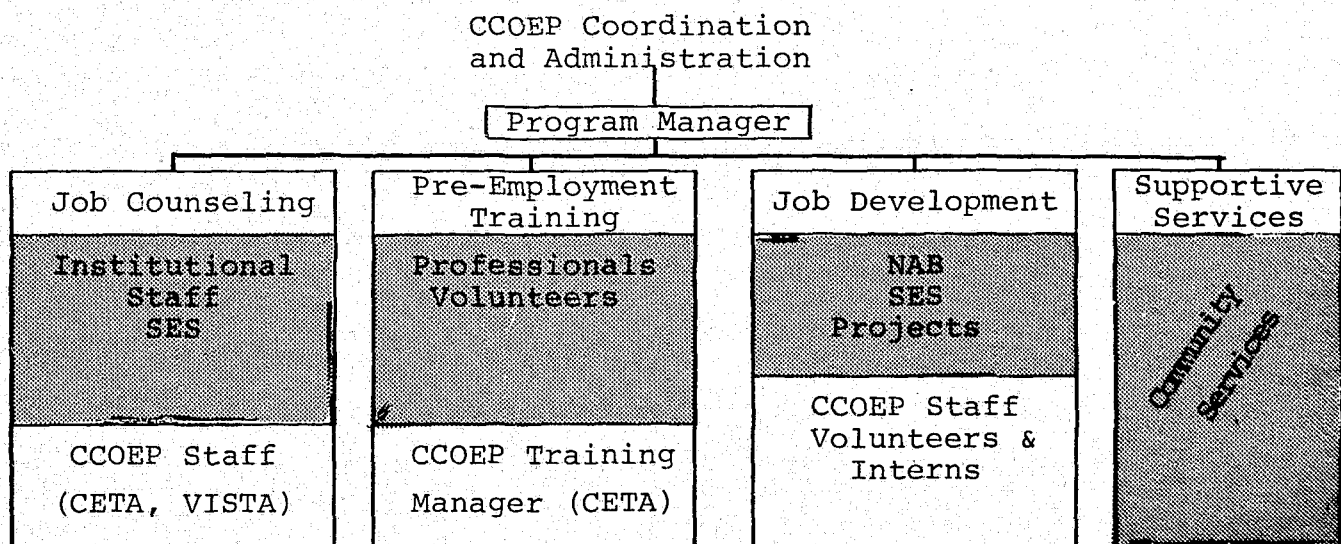 CCOEP Coordination
and Administration
Program Manager
Job Counseling
Institutional
Staff
SES
CCOEP Staff
(CETA, VISTA)
Pre-Employment
Training
Professionals
Volunteers
CCOEP Training
Manager (CETA)
Job Development
NAB
SES
Projects
CCOEP Staff
Volunteers &
Interns
Supportive
Services
Community
Services